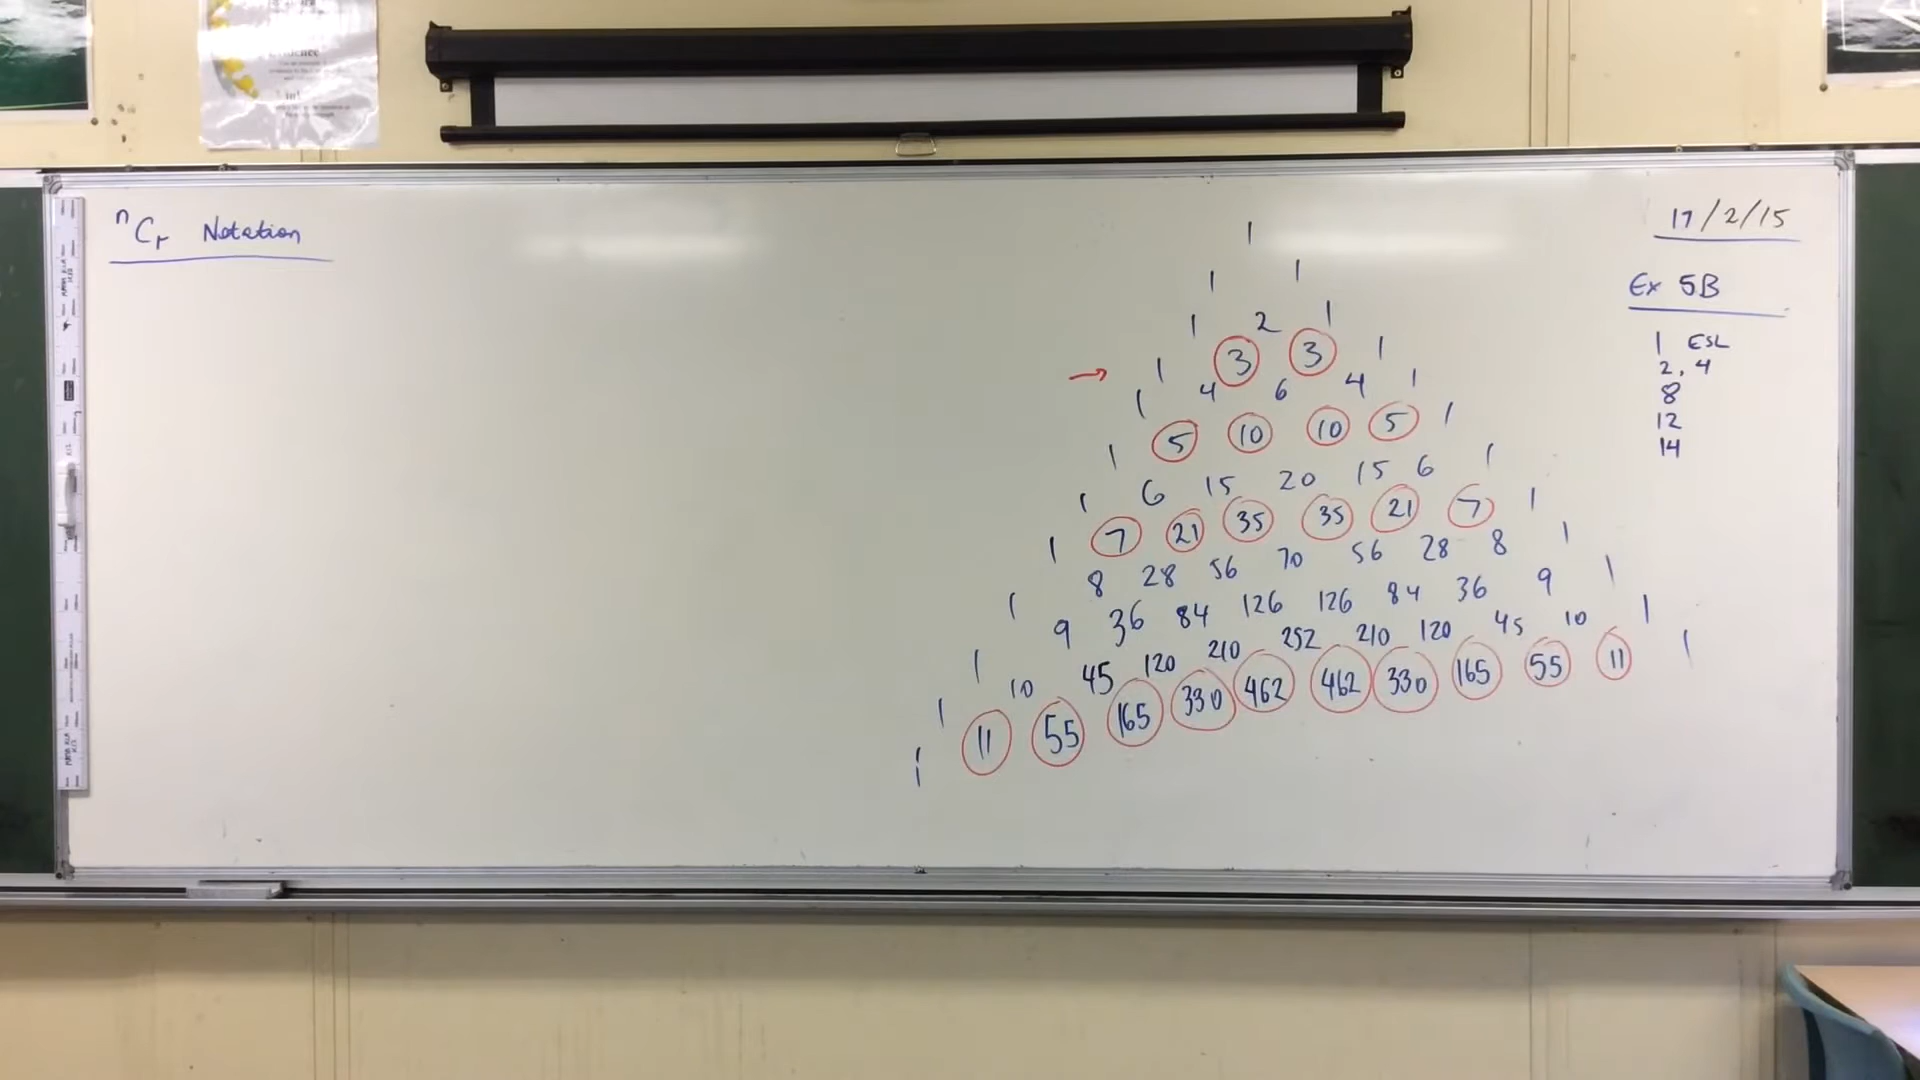 ⁿCᵣ Notation
1
1 1
1 2 1
→ 1 3 3 1
1 4 6 4 1
1 5 10 10 5 1
1 6 15 20 15 6 1
1 7 21 35 35 21 7 1
1 8 28 56 70 56 28 8 1
1 9 36 84 126 126 84 36 9 1
1 10 45 120 210 252 210 120 45 10 1
1 11 55 165 330 462 462 330 165 55 11 1
17/2/15
Ex 5B
1 ESL
2, 4
8
12
14